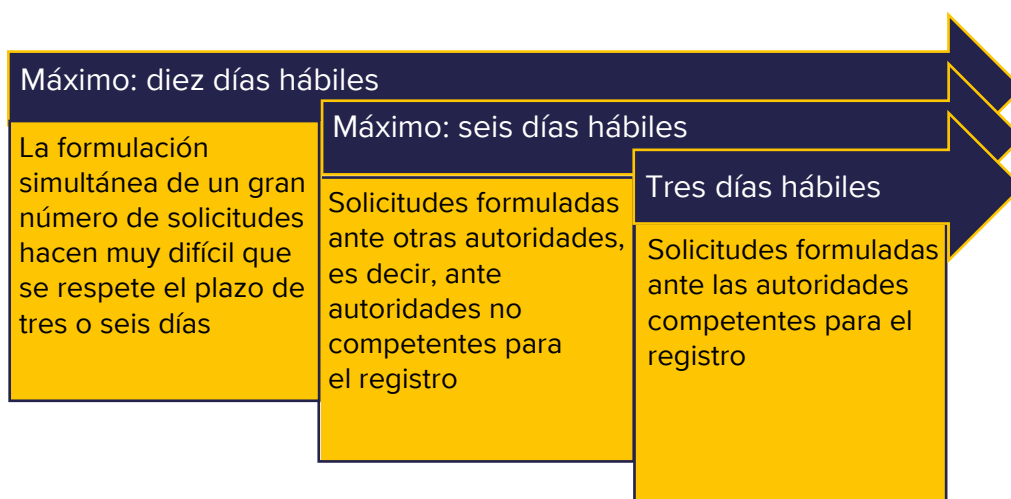 Máximo: diez días hábiles
La formulación
simultánea de un gran
número de solicitudes
hacen muy difícil que
se respete el plazo de
tres o seis días
Máximo: seis días hábiles
Solicitudes formuladas
ante otras autoridades,
es decir, ante
autoridades no
competentes para
el registro
Tres días hábiles
Solicitudes formuladas
ante las autoridades
competentes para el
registro